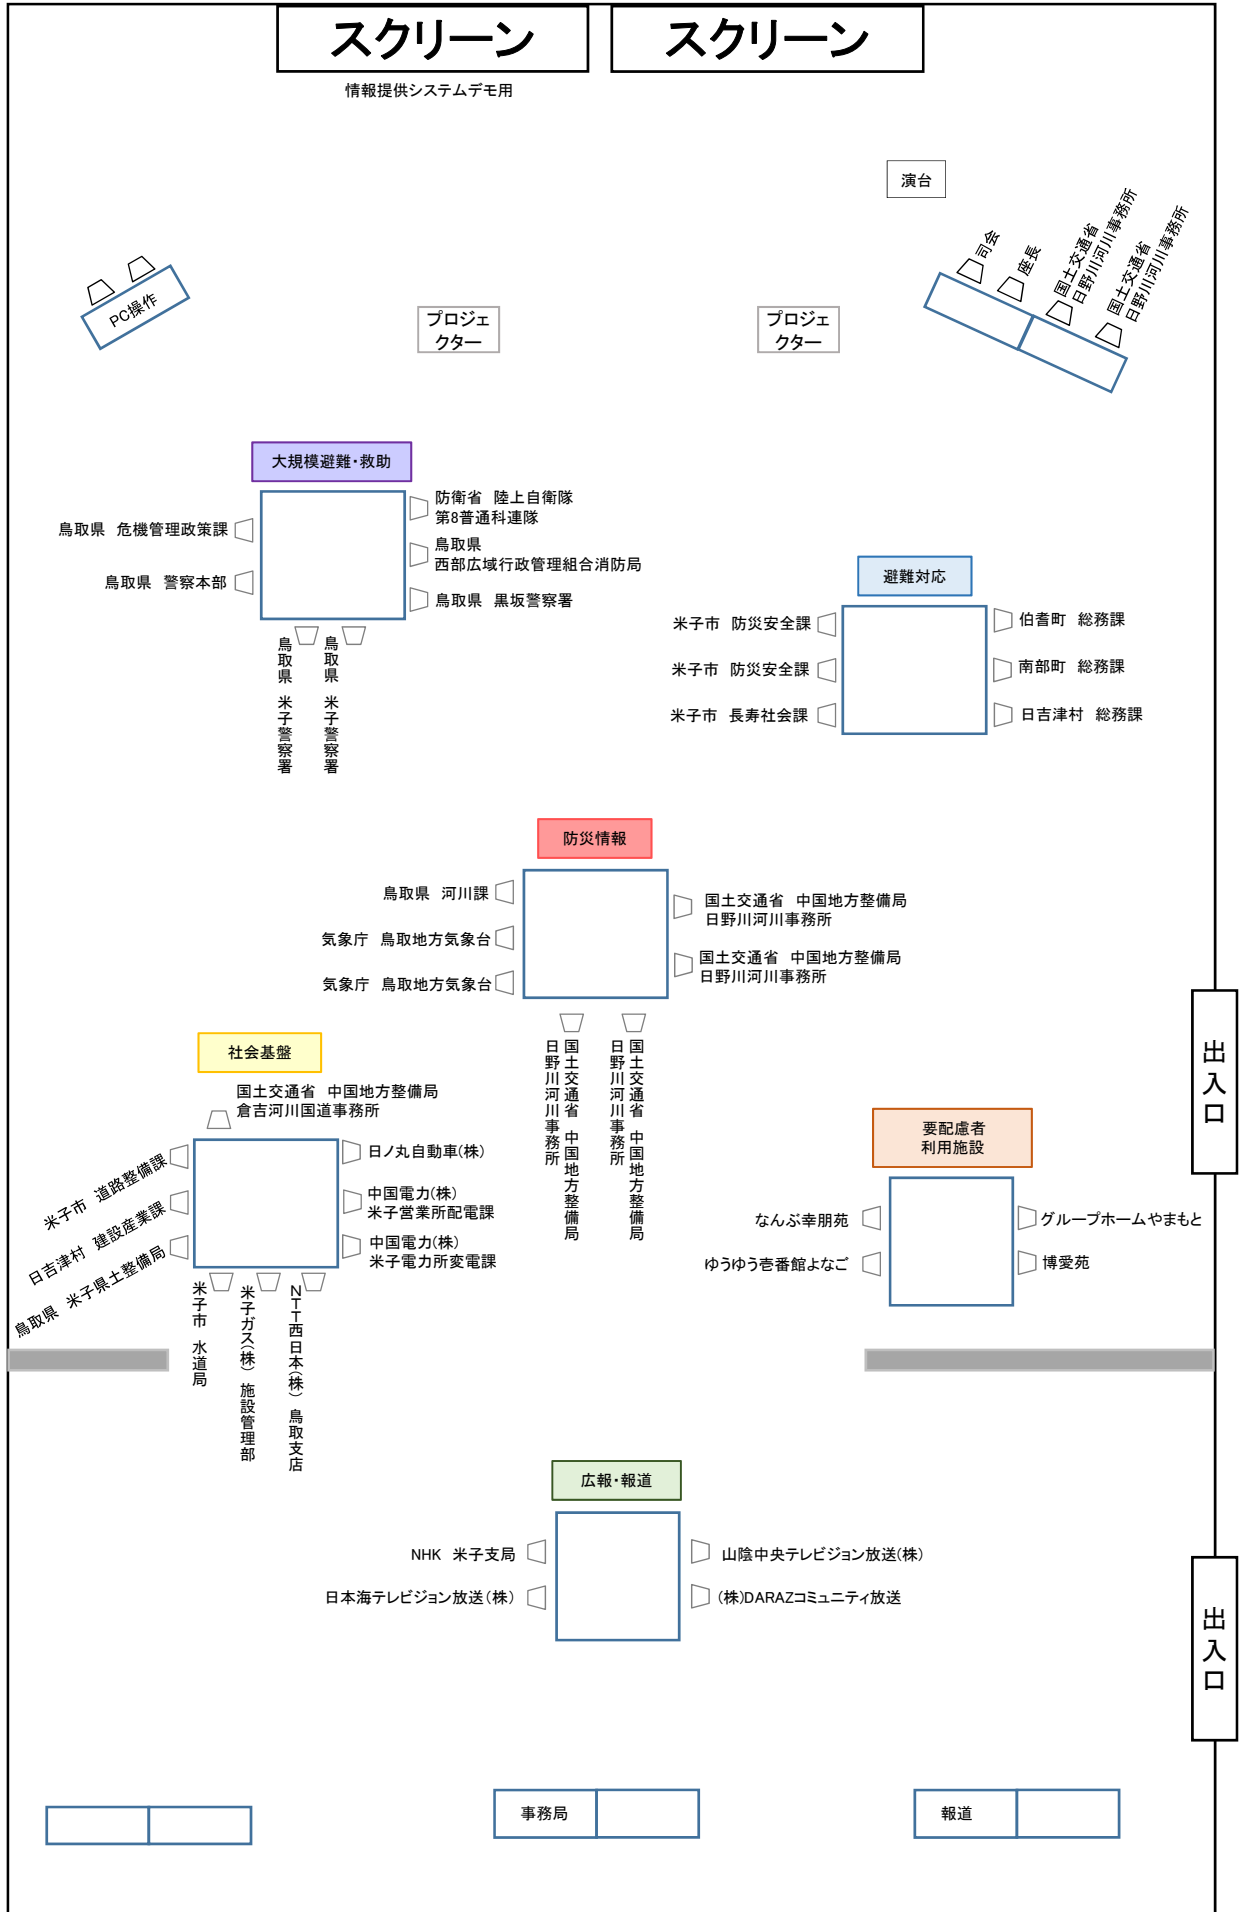 スクリーン
スクリーン
情報提供システムデモ用
演台
司会
座長
国土交通省
日野川河川事務所
国土交通省
日野川河川事務所
PC操作
プロジェ
クター
プロジェ
クター
大規模避難・救助
鳥取県　危機管理政策課
鳥取県　警察本部
防衛省　陸上自衛隊
第8普通科連隊
鳥取県
西部広域行政管理組合消防局
鳥取県　黒坂警察署
鳥取県　米子警察署
鳥取県　米子警察署
避難対応
米子市　防災安全課
米子市　防災安全課
米子市　長寿社会課
伯耆町　総務課
南部町　総務課
日吉津村　総務課
防災情報
鳥取県　河川課
気象庁　鳥取地方気象台
気象庁　鳥取地方気象台
国土交通省　中国地方整備局
日野川河川事務所
国土交通省　中国地方整備局
日野川河川事務所
国土交通省　中国地方整備局
日野川河川事務所
国土交通省　中国地方整備局
日野川河川事務所
出入口
社会基盤
国土交通省　中国地方整備局
倉吉河川国道事務所
米子市　道路整備課
日吉津村　建設産業課
鳥取県　米子県土整備局
日ノ丸自動車(株)
中国電力(株)
米子営業所配電課
中国電力(株)
米子電力所変電課
米子市　水道局
米子ガス(株)　施設管理部
NTT西日本(株)　鳥取支店
要配慮者
利用施設
なんぶ幸朋苑
ゆうゆう壱番館よなご
グループホームやまもと
博愛苑
広報・報道
NHK　米子支局
日本海テレビジョン放送(株)
山陰中央テレビジョン放送(株)
(株)DARAZコミュニティ放送
出入口
事務局
報道